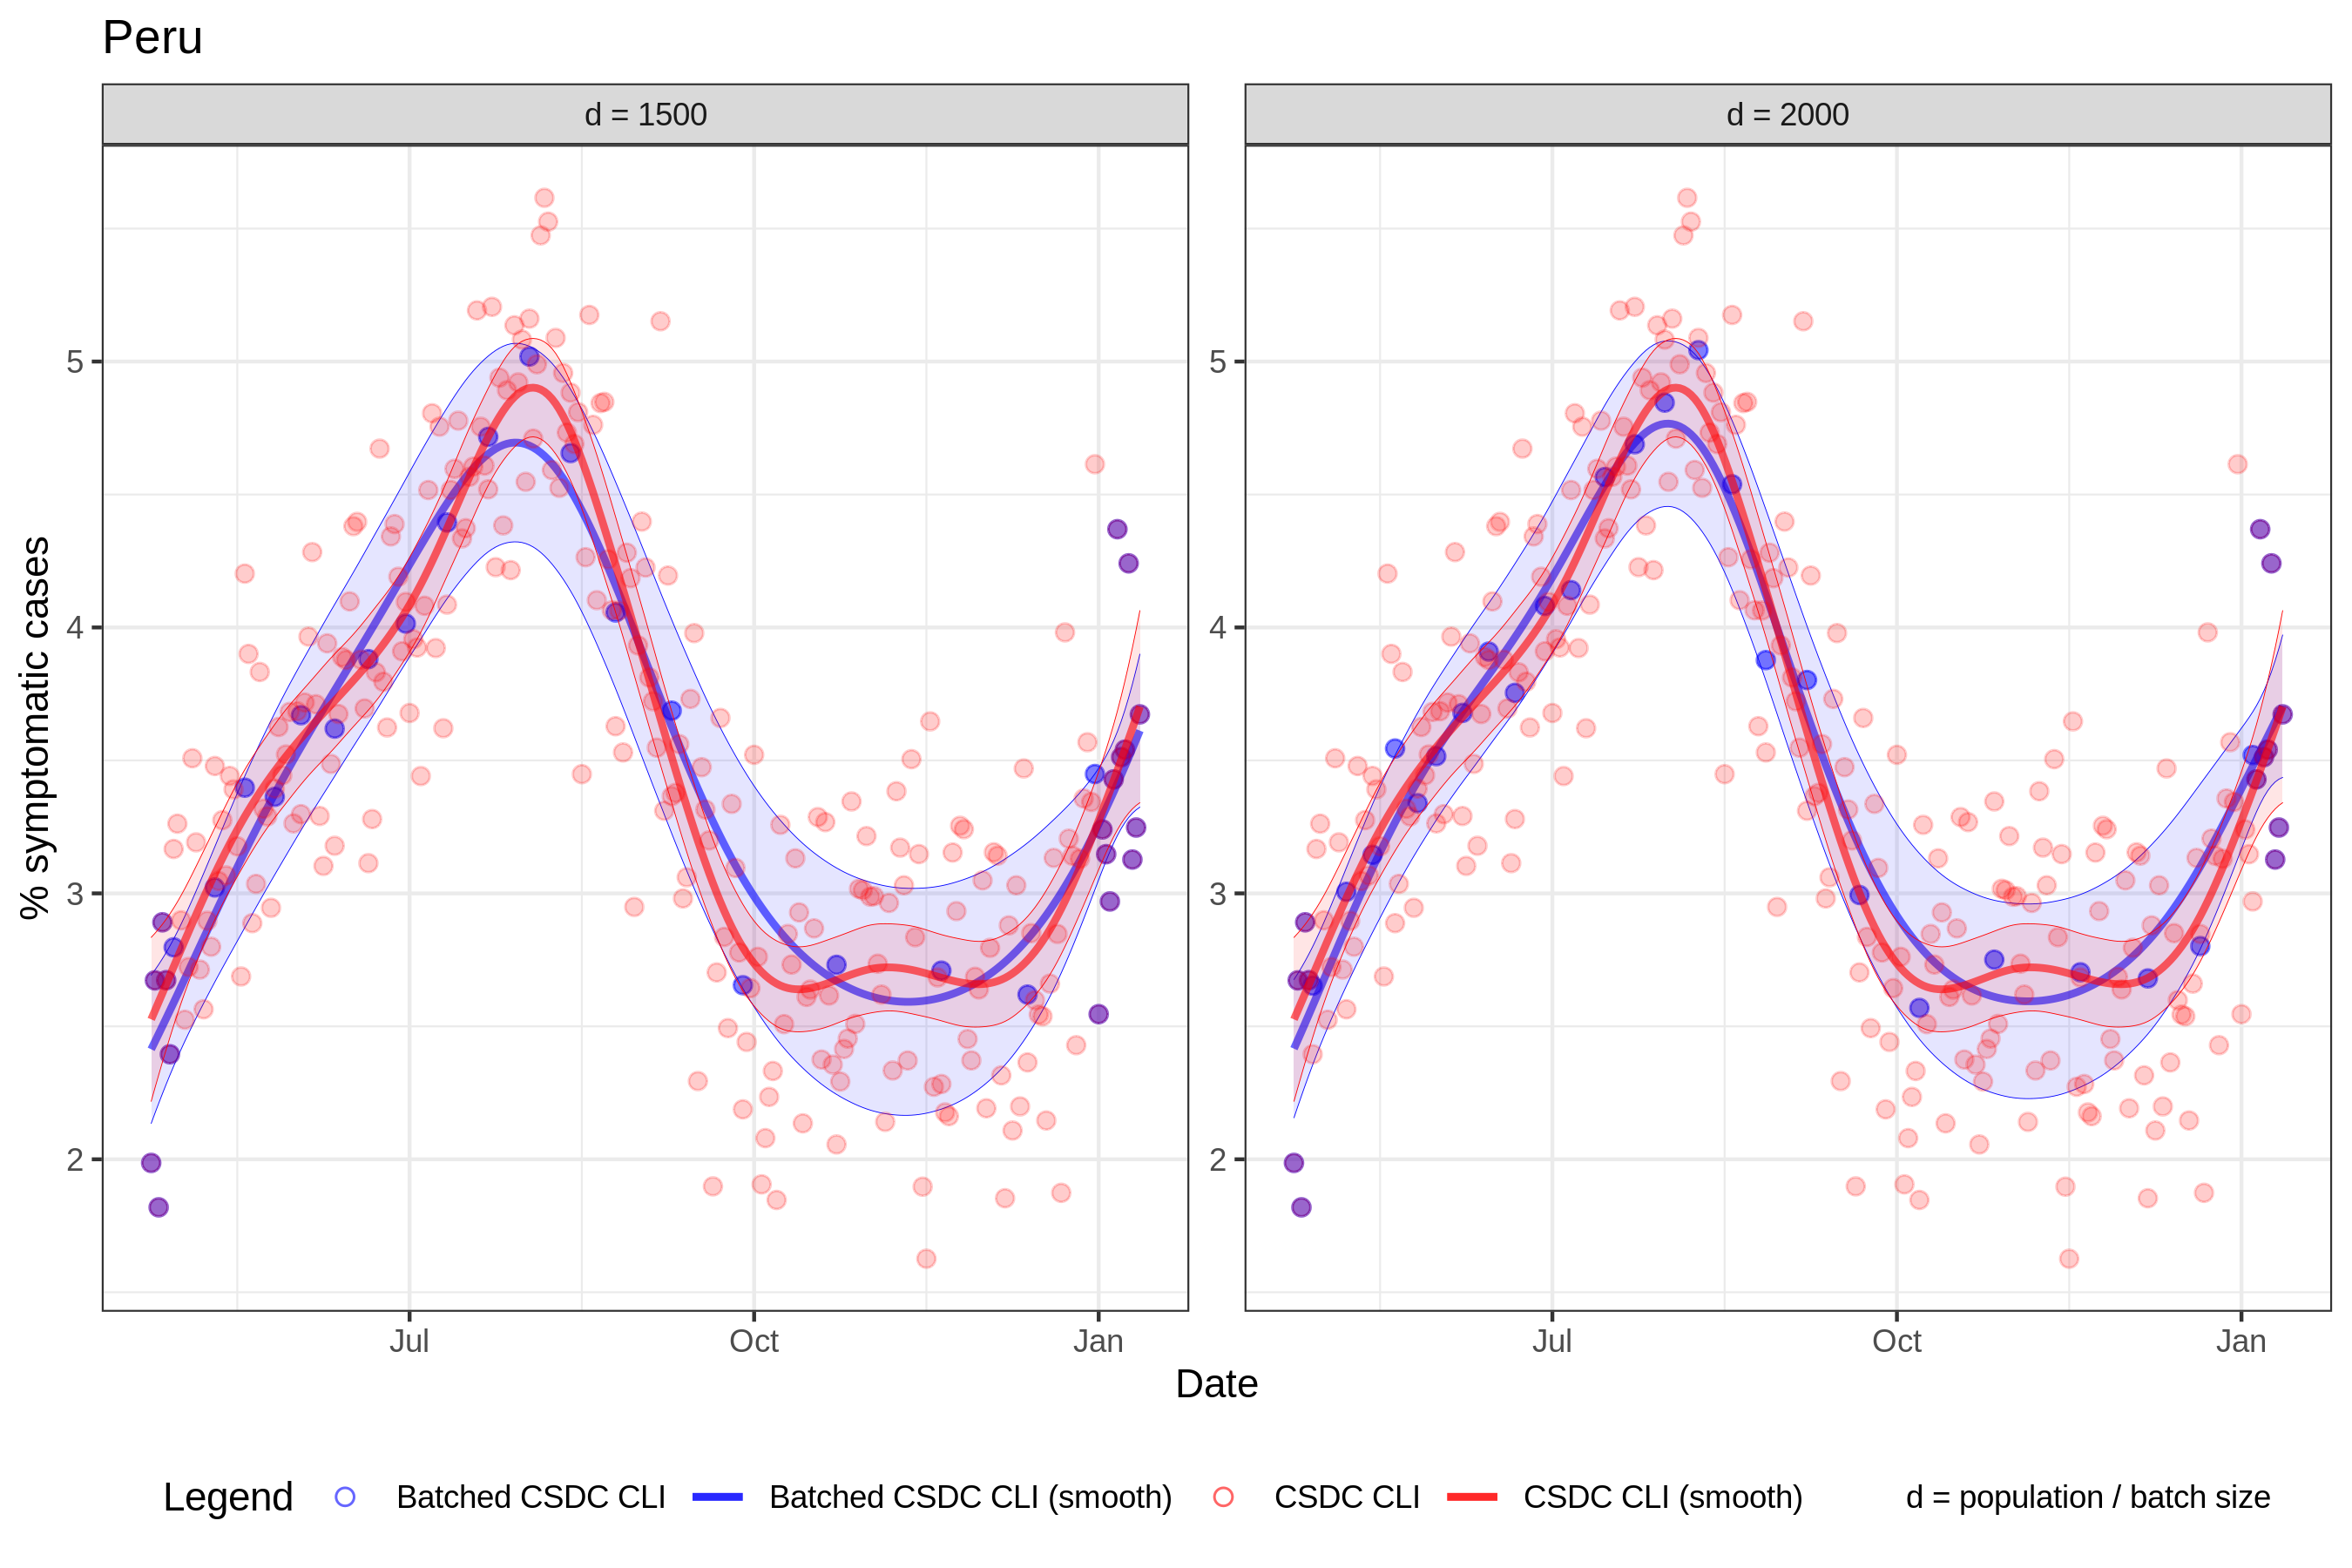 Peru
d = 1500
d = 2000
% symptomatic cases
5
4
3
2
5
4
3
2
Jul
Oct
Jan
Jul
Oct
Jan
Date
Legend
Batched CSDC CLI
Batched CSDC CLI (smooth)
CSDC CLI
CSDC CLI (smooth)
d = population / batch size